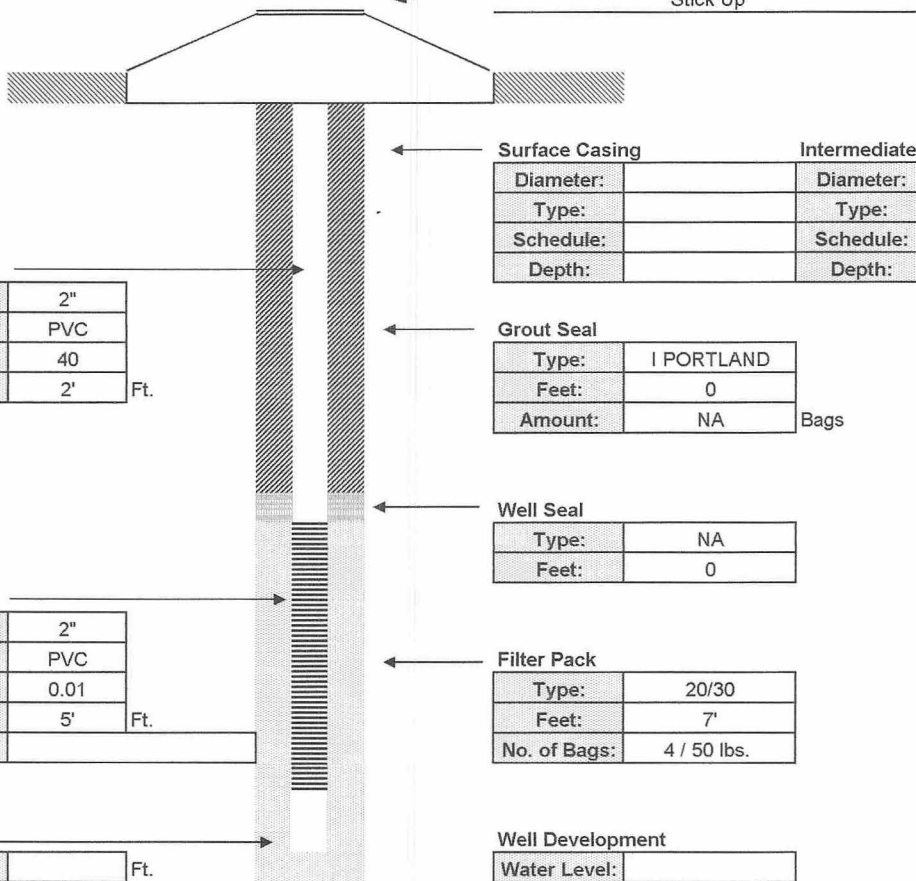 Stick Up
Surface Casing Intermediate
Diameter: Diameter:
Type: Type:
Schedule: Schedule:
Depth: Depth:
2"
PVC
40
2' Ft.
Grout Seal
Type: I PORTLAND
Feet: 0
Amount: NA Bags
Well Seal
Type: NA
Feet: 0
2"
PVC
0.01
5' Ft.
Filter Pack
Type: 20/30
Feet: 7'
No. of Bags: 4 / 50 lbs.
Ft.
Well Development
Water Level: